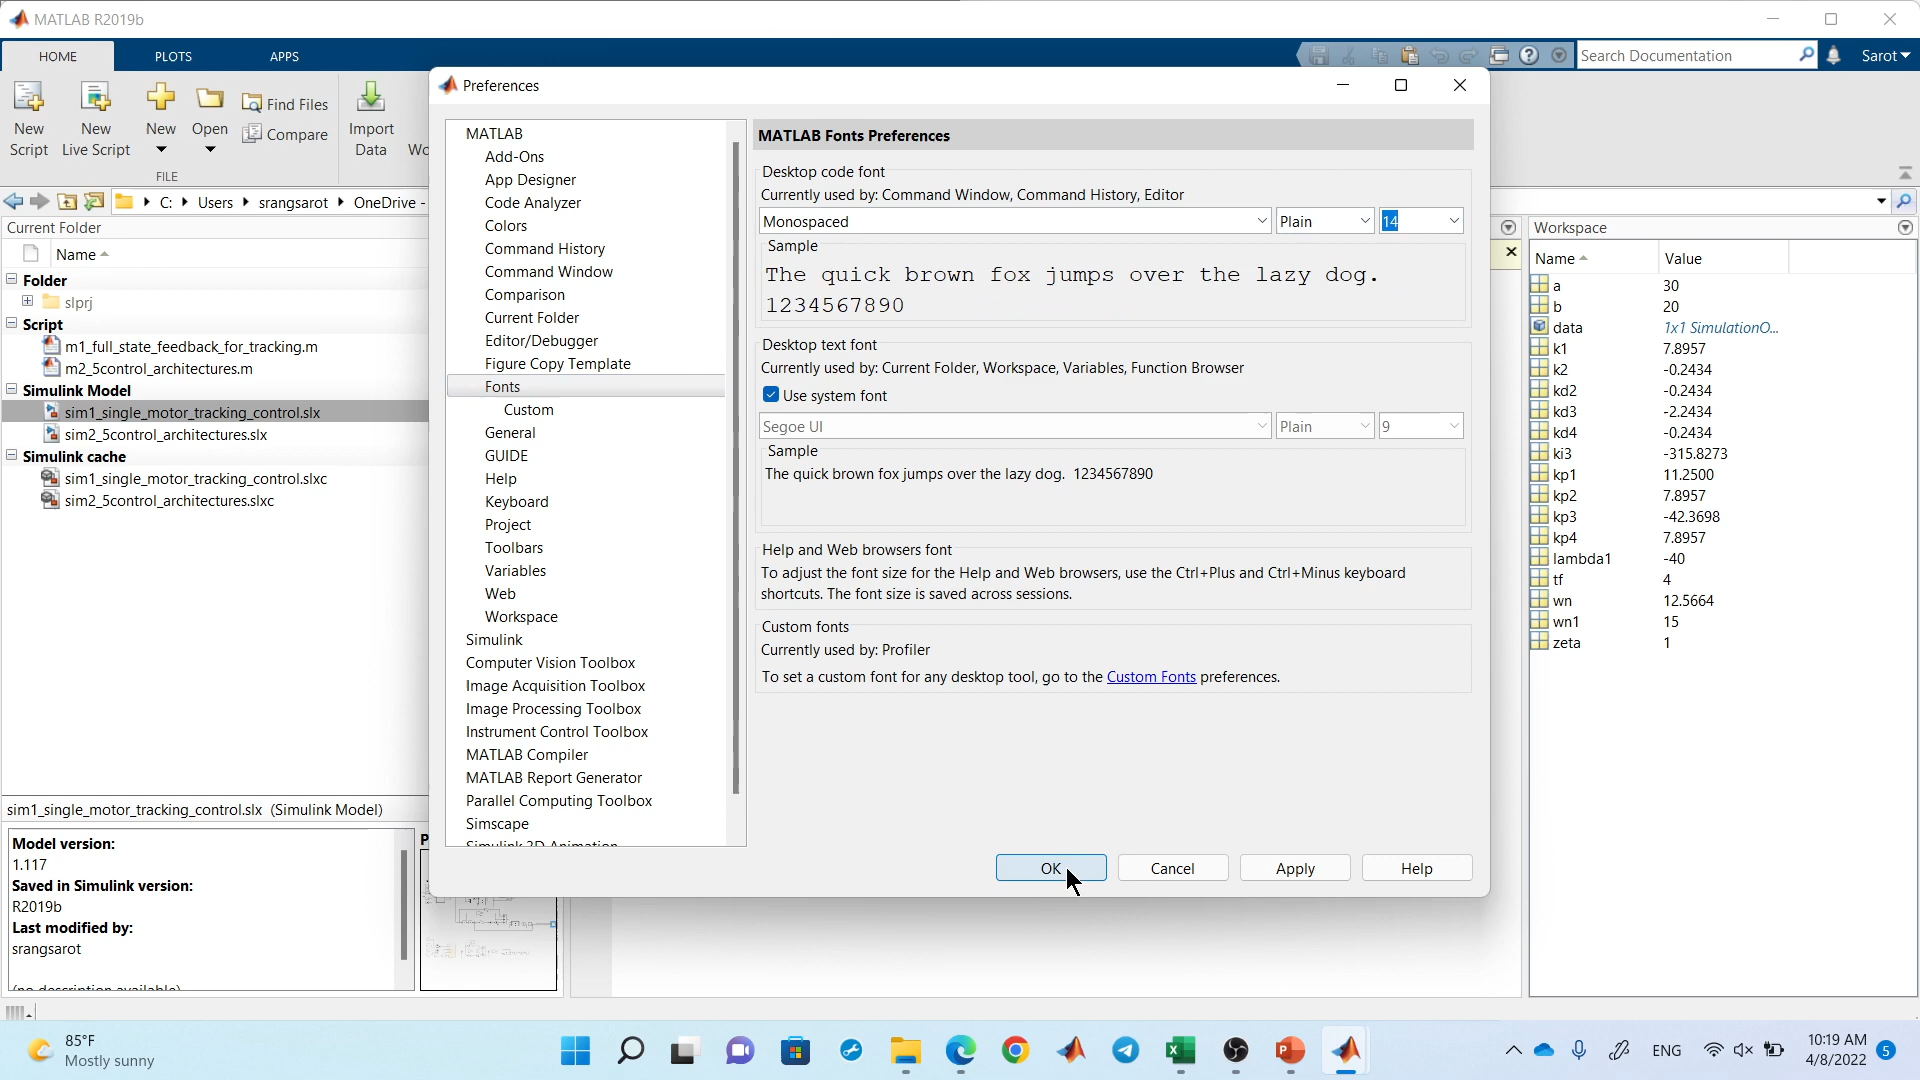 MATLAB R2019b
HOME PLOTS APPS
Search Documentation
Sarot
New Script
New Live Script
New
Open
Find Files
Compare
Import Data
FILE
C: Users srangsarot OneDrive -
Current Folder
Name
Folder
slprj
Script
m1_full_state_feedback_for_tracking.m
m2_5control_architectures.m
Simulink Model
sim1_single_motor_tracking_control.slx
sim2_5control_architectures.slx
Simulink cache
sim1_single_motor_tracking_control.slxc
sim2_5control_architectures.slxc
sim1_single_motor_tracking_control.slx (Simulink Model)
Model version:
1.117
Saved in Simulink version:
R2019b
Last modified by:
srangsarot
(no description available)
Preferences
MATLAB
Add-Ons
App Designer
Code Analyzer
Colors
Command History
Command Window
Comparison
Current Folder
Editor/Debugger
Figure Copy Template
Fonts
Custom
General
GUIDE
Help
Keyboard
Project
Toolbars
Variables
Web
Workspace
Simulink
Computer Vision Toolbox
Image Acquisition Toolbox
Image Processing Toolbox
Instrument Control Toolbox
MATLAB Compiler
MATLAB Report Generator
Parallel Computing Toolbox
Simscape
Simulink 3D Animation
MATLAB Fonts Preferences
Desktop code font
Currently used by: Command Window, Command History, Editor
Monospaced Plain 14
Sample
The quick brown fox jumps over the lazy dog.
1234567890
Desktop text font
Currently used by: Current Folder, Workspace, Variables, Function Browser
Use system font
Segoe UI Plain 9
Sample
The quick brown fox jumps over the lazy dog. 1234567890
Help and Web browsers font
To adjust the font size for the Help and Web browsers, use the Ctrl+Plus and Ctrl+Minus keyboard
shortcuts. The font size is saved across sessions.
Custom fonts
Currently used by: Profiler
To set a custom font for any desktop tool, go to the Custom Fonts preferences.
OK Cancel Apply Help
Workspace
Name Value
a 30
b 20
data 1x1 SimulationO...
k1 7.8957
k2 -0.2434
kd2 -0.2434
kd3 -2.2434
kd4 -0.2434
ki3 -315.8273
kp1 11.2500
kp2 7.8957
kp3 -42.3698
kp4 7.8957
lambda1 -40
tf 4
wn 12.5664
wn1 15
zeta 1
85°F
Mostly sunny
ENG
10:19 AM
4/8/2022
5